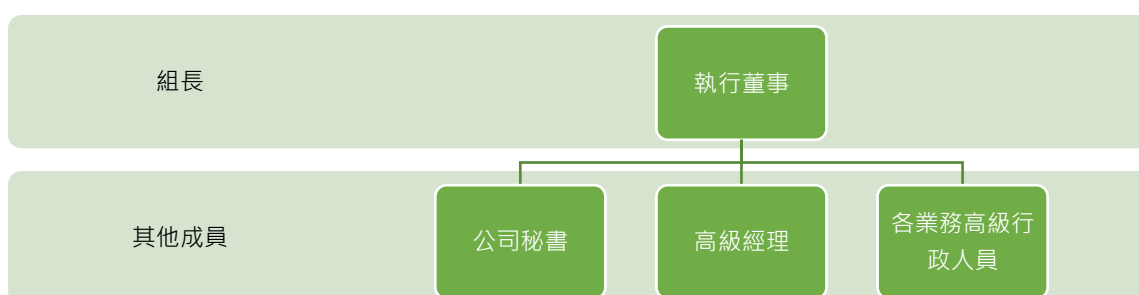 組長
執行董事
其他成員
公司秘書
高級經理
各業務高級行
政人員